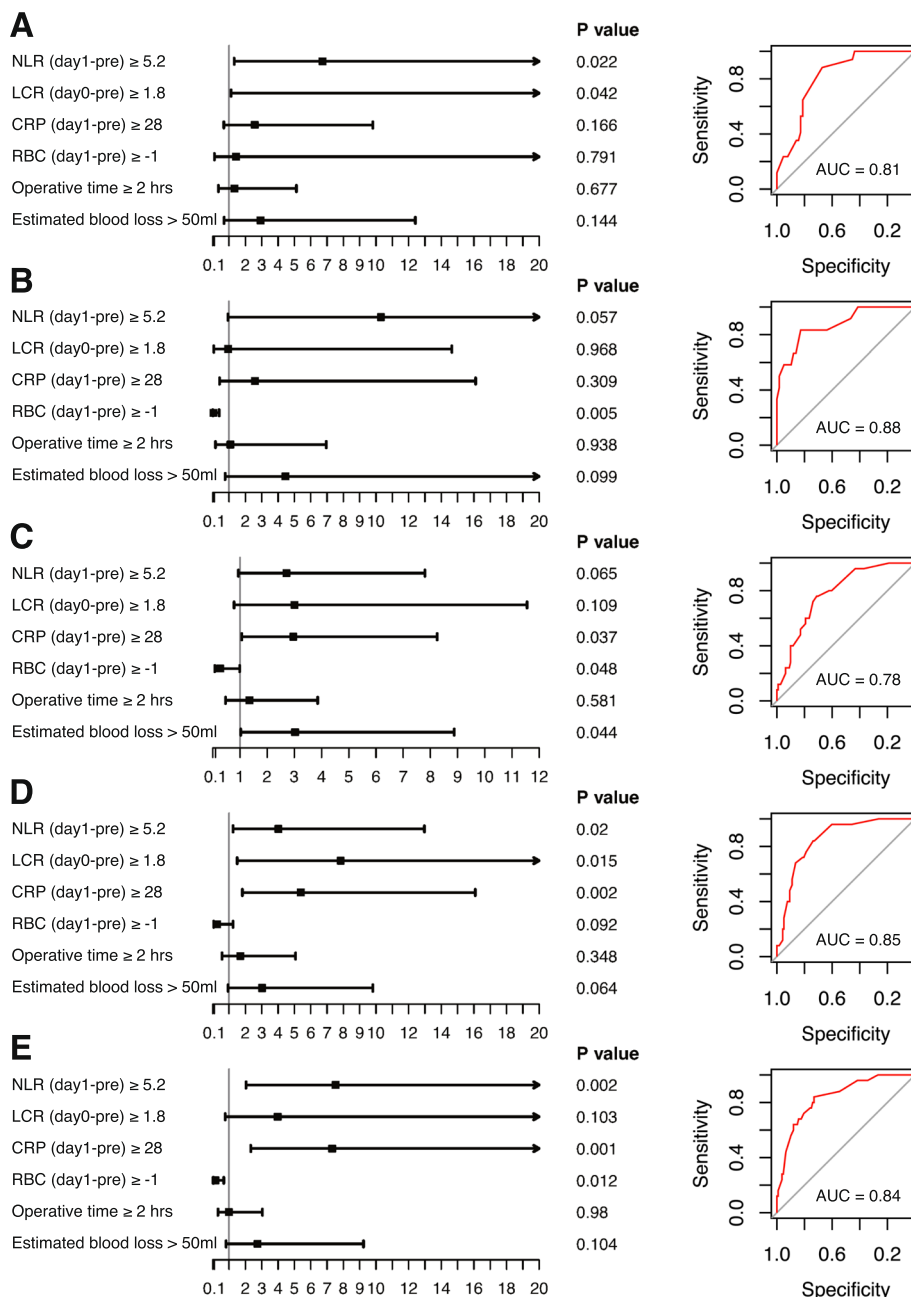 A
P value
NLR (day1-pre) ≥ 5.2 0.022
LCR (day0-pre) ≥ 1.8 0.042
CRP (day1-pre) ≥ 28 0.166
RBC (day1-pre) ≥ -1 0.791
Operative time ≥ 2 hrs 0.677
Estimated blood loss > 50ml 0.144
0.1 2 3 4 5 6 7 8 9 10 12 14 16 18 20
Sensitivity
0.0 0.4 0.8
AUC = 0.81
1.0 0.6 0.2
Specificity
B
P value
NLR (day1-pre) ≥ 5.2 0.057
LCR (day0-pre) ≥ 1.8 0.968
CRP (day1-pre) ≥ 28 0.309
RBC (day1-pre) ≥ -1 0.005
Operative time ≥ 2 hrs 0.938
Estimated blood loss > 50ml 0.099
0.1 2 3 4 5 6 7 8 9 10 12 14 16 18 20
Sensitivity
0.0 0.4 0.8
AUC = 0.88
1.0 0.6 0.2
Specificity
C
P value
NLR (day1-pre) ≥ 5.2 0.065
LCR (day0-pre) ≥ 1.8 0.109
CRP (day1-pre) ≥ 28 0.037
RBC (day1-pre) ≥ -1 0.048
Operative time ≥ 2 hrs 0.581
Estimated blood loss > 50ml 0.044
0.1 1 2 3 4 5 6 7 8 9 10 11 12
Sensitivity
0.0 0.4 0.8
AUC = 0.78
1.0 0.6 0.2
Specificity
D
P value
NLR (day1-pre) ≥ 5.2 0.02
LCR (day0-pre) ≥ 1.8 0.015
CRP (day1-pre) ≥ 28 0.002
RBC (day1-pre) ≥ -1 0.092
Operative time ≥ 2 hrs 0.348
Estimated blood loss > 50ml 0.064
0.1 2 3 4 5 6 7 8 9 10 12 14 16 18 20
Sensitivity
0.0 0.4 0.8
AUC = 0.85
1.0 0.6 0.2
Specificity
E
P value
NLR (day1-pre) ≥ 5.2 0.002
LCR (day0-pre) ≥ 1.8 0.103
CRP (day1-pre) ≥ 28 0.001
RBC (day1-pre) ≥ -1 0.012
Operative time ≥ 2 hrs 0.98
Estimated blood loss > 50ml 0.104
0.1 2 3 4 5 6 7 8 9 10 12 14 16 18 20
Sensitivity
0.0 0.4 0.8
AUC = 0.84
1.0 0.6 0.2
Specificity